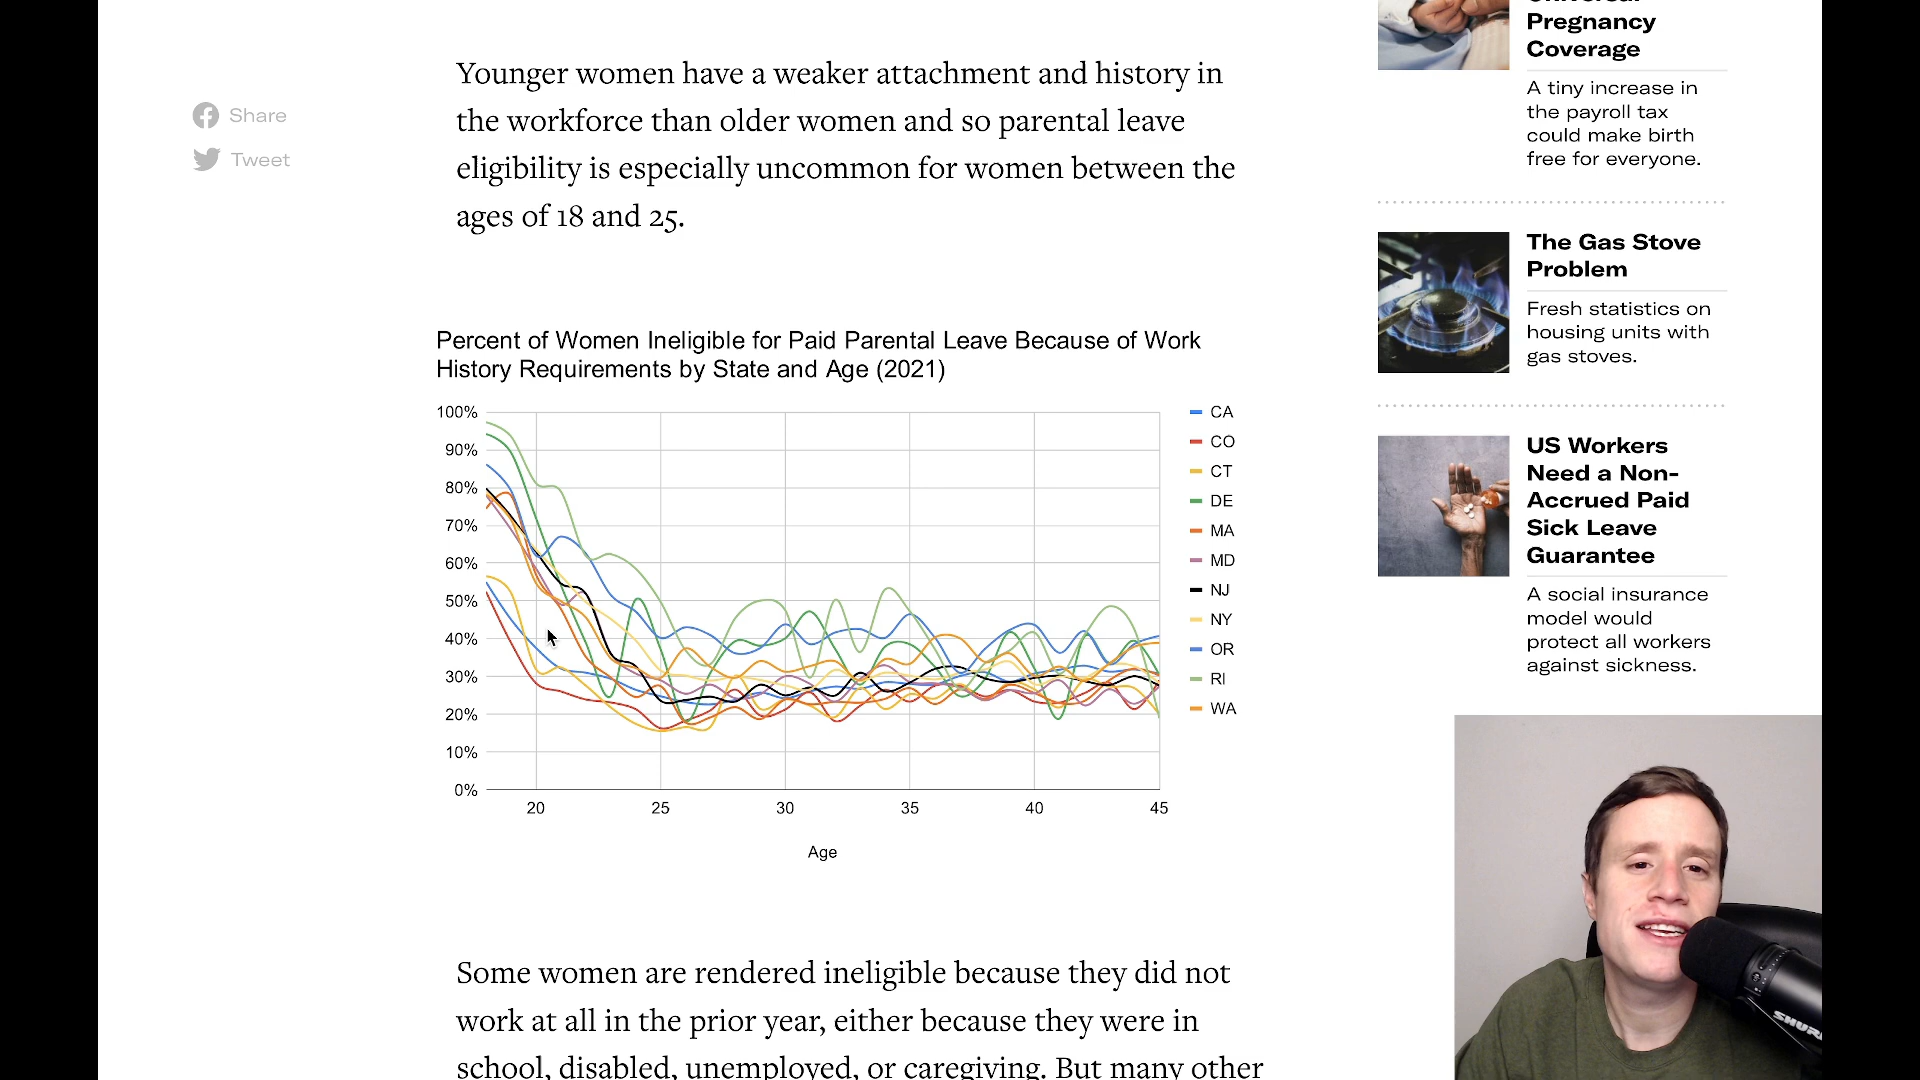 Share
Tweet
Younger women have a weaker attachment and history in
the workforce than older women and so parental leave
eligibility is especially uncommon for women between the
ages of 18 and 25.
Percent of Women Ineligible for Paid Parental Leave Because of Work
History Requirements by State and Age (2021)
100%
90%
80%
70%
60%
50%
40%
30%
20%
10%
0%
20
25
30
35
40
45
Age
CA
CO
CT
DE
MA
MD
NJ
NY
OR
RI
WA
Some women are rendered ineligible because they did not
work at all in the prior year, either because they were in
school, disabled, unemployed, or caregiving. But many other
Universal
Pregnancy
Coverage
A tiny increase in
the payroll tax
could make birth
free for everyone.
The Gas Stove
Problem
Fresh statistics on
housing units with
gas stoves.
US Workers
Need a Non-
Accrued Paid
Sick Leave
Guarantee
A social insurance
model would
protect all workers
against sickness.
SHURE